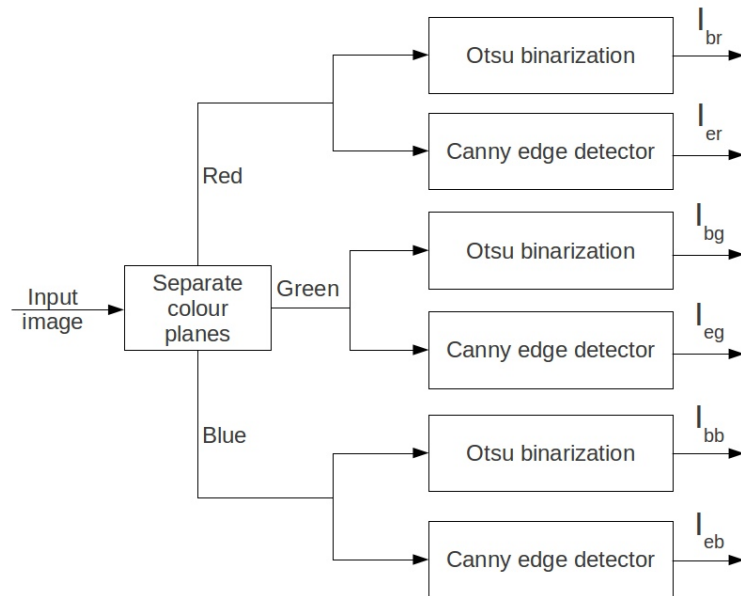 Input
image
Separate
colour
planes
Red
Green
Blue
Otsu binarization
I br
Canny edge detector
I er
Otsu binarization
I bg
Canny edge detector
I eg
Otsu binarization
I bb
Canny edge detector
I eb